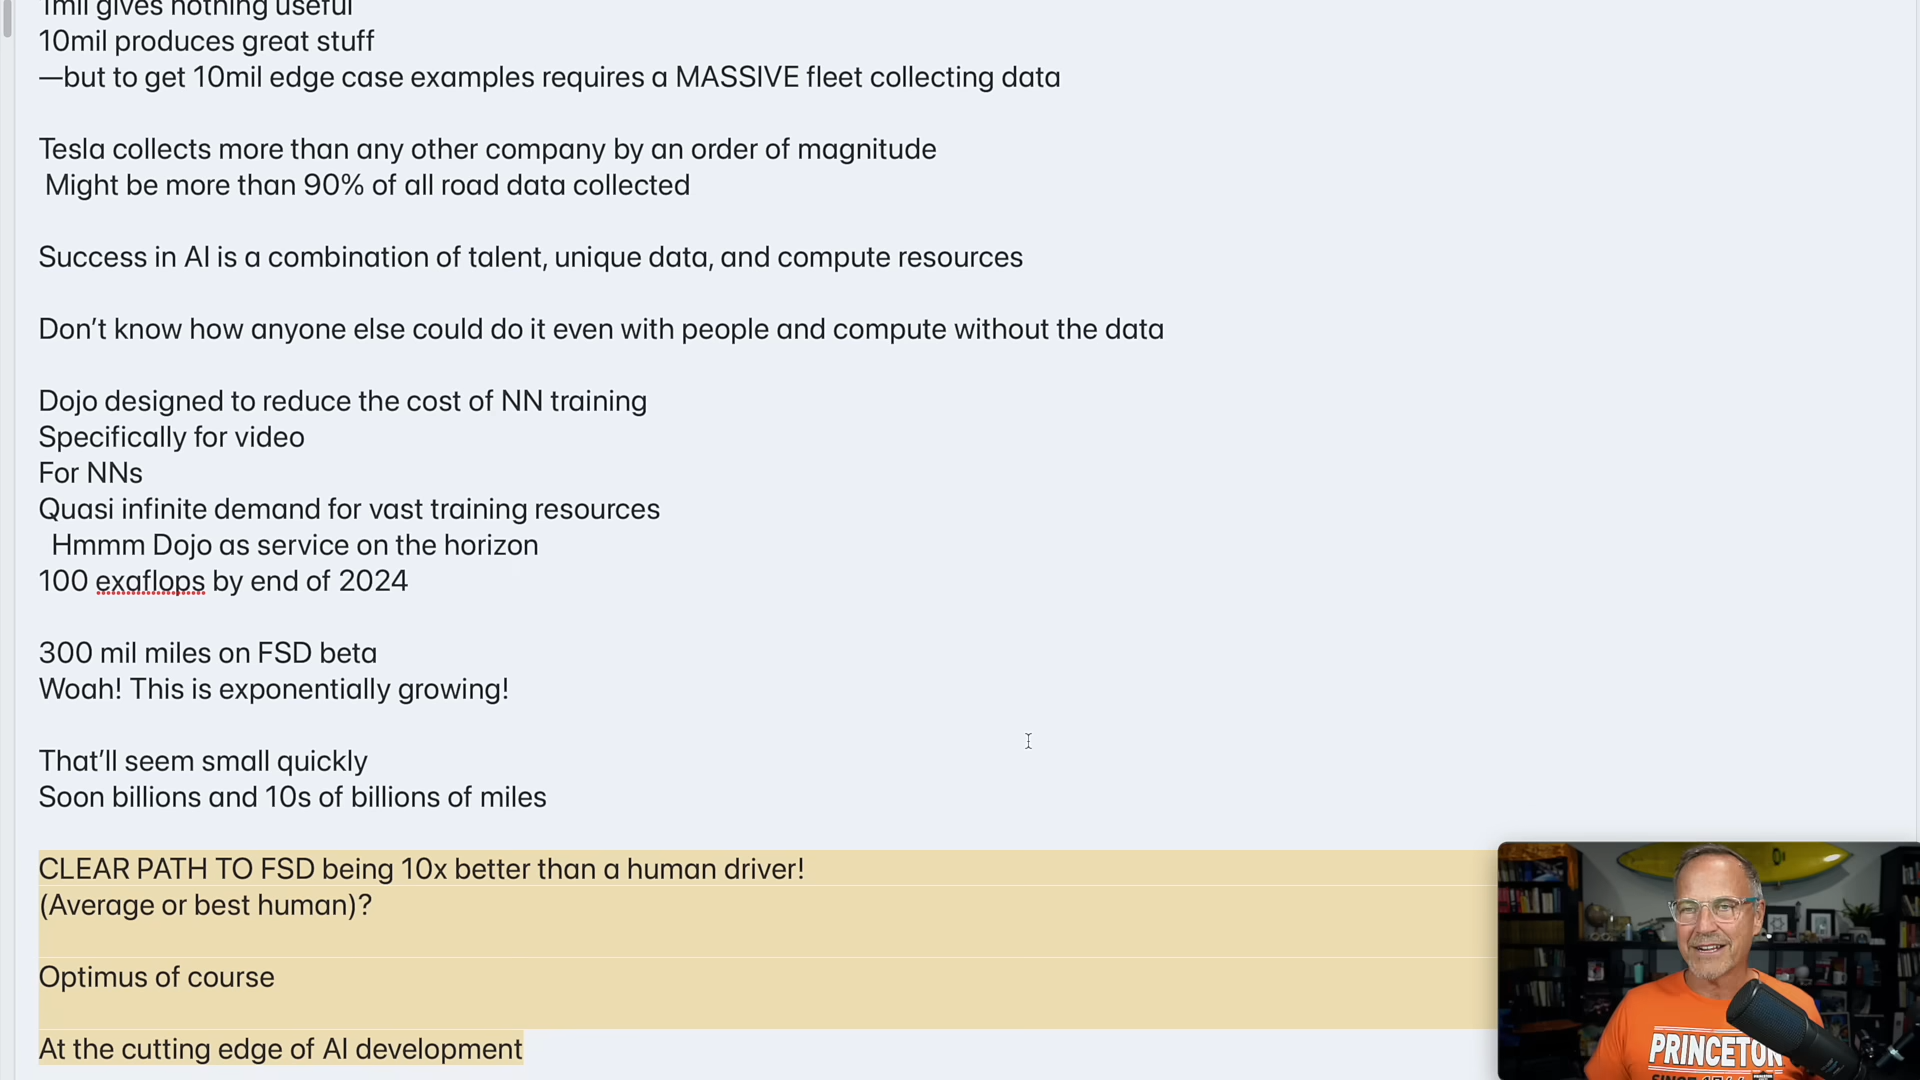 1mil gives nothing useful
10mil produces great stuff
—but to get 10mil edge case examples requires a MASSIVE fleet collecting data
Tesla collects more than any other company by an order of magnitude
Might be more than 90% of all road data collected
Success in AI is a combination of talent, unique data, and compute resources
Don't know how anyone else could do it even with people and compute without the data
Dojo designed to reduce the cost of NN training
Specifically for video
For NNs
Quasi infinite demand for vast training resources
Hmmm Dojo as service on the horizon
100 exaflops by end of 2024
300 mil miles on FSD beta
Woah! This is exponentially growing!
That'll seem small quickly
Soon billions and 10s of billions of miles
CLEAR PATH TO FSD being 10x better than a human driver!
(Average or best human)?
Optimus of course
At the cutting edge of AI development
PRINCETON
SINCE